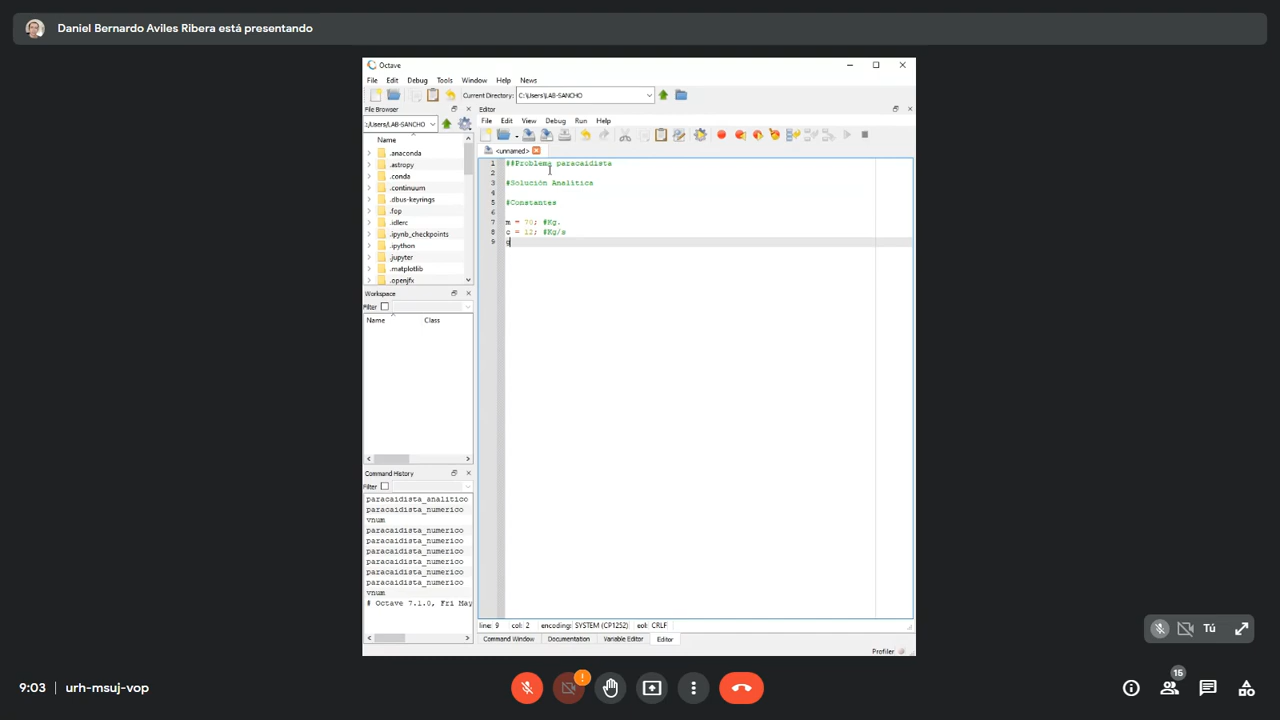 Daniel Bernardo Aviles Ribera está presentando
Octave
File Edit Debug Tools Window Help News
Current Directory: C:\Users\LAB-SANCHO
File Browser
:/Users/LAB-SANCHO
Name
.anaconda
.astropy
.conda
.continuum
.dbus-keyrings
.fop
.idlerc
.ipynb_checkpoints
.ipython
.jupyter
.matplotlib
.openjfx
Workspace
Filter
Name Class
Command History
Filter
paracaidista_analitico
paracaidista_numerico
vnum
paracaidista_numerico
paracaidista_numerico
paracaidista_numerico
paracaidista_numerico
paracaidista_numerico
paracaidista_numerico
vnum
# Octave 7.1.0, Fri May
Editor
File Edit View Debug Run Help
<unnamed>
1 ##Problema paracaidista
2
3 #Solución Analítica
4
5 #Constantes
6
7 m = 70; #Kg.
8 c = 12; #Kg/s
9 g
line: 9 col: 2 encoding: SYSTEM (CP1252) eol: CRLF
Command Window Documentation Variable Editor Editor
Profiler
Tú
9:03 urh-msuj-vop
15